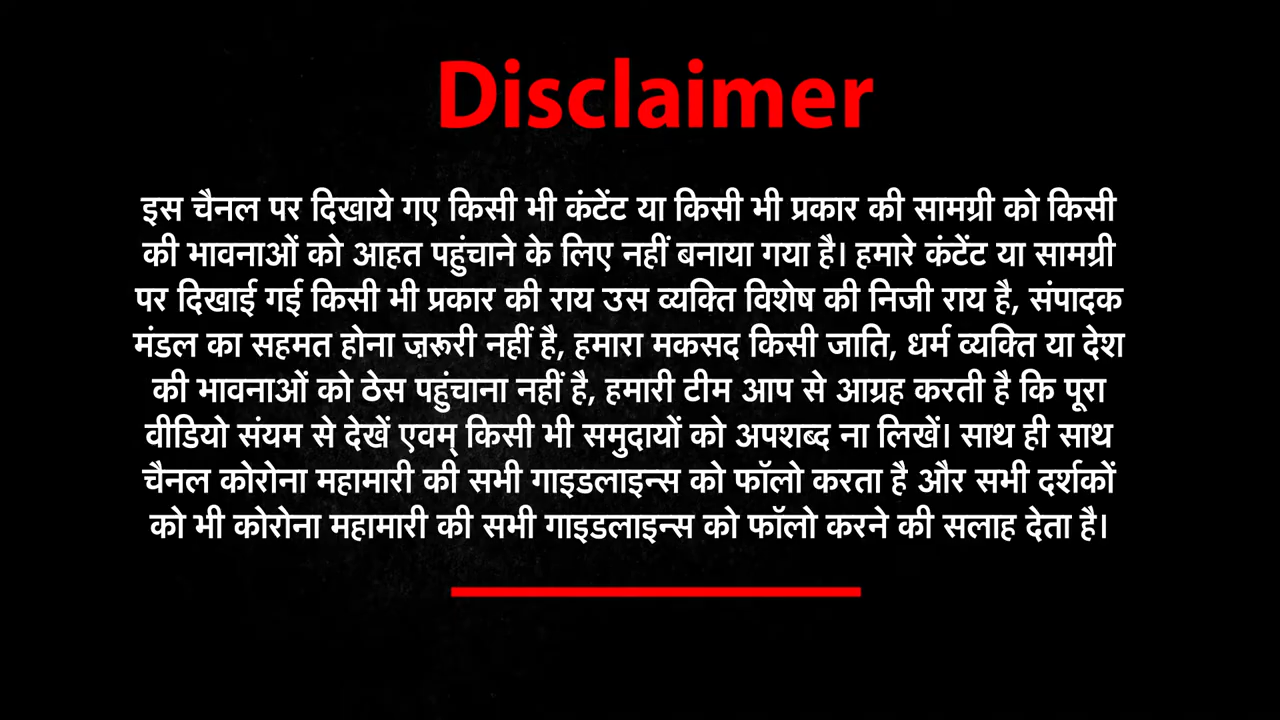 Disclaimer
इस चैनल पर दिखाये गए किसी भी कंटेंट या किसी भी प्रकार की सामग्री को किसी
की भावनाओं को आहत पहुंचाने के लिए नहीं बनाया गया है। हमारे कंटेंट या सामग्री
पर दिखाई गई किसी भी प्रकार की राय उस व्यक्ति विशेष की निजी राय है, संपादक
मंडल का सहमत होना ज़रूरी नहीं है, हमारा मकसद किसी जाति, धर्म व्यक्ति या देश
की भावनाओं को ठेस पहुंचाना नहीं है, हमारी टीम आप से आग्रह करती है कि पूरा
वीडियो संयम से देखें एवम् किसी भी समुदायों को अपशब्द ना लिखें। साथ ही साथ
चैनल कोरोना महामारी की सभी गाइडलाइन्स को फॉलो करता है और सभी दर्शकों
को भी कोरोना महामारी की सभी गाइडलाइन्स को फॉलो करने की सलाह देता है।